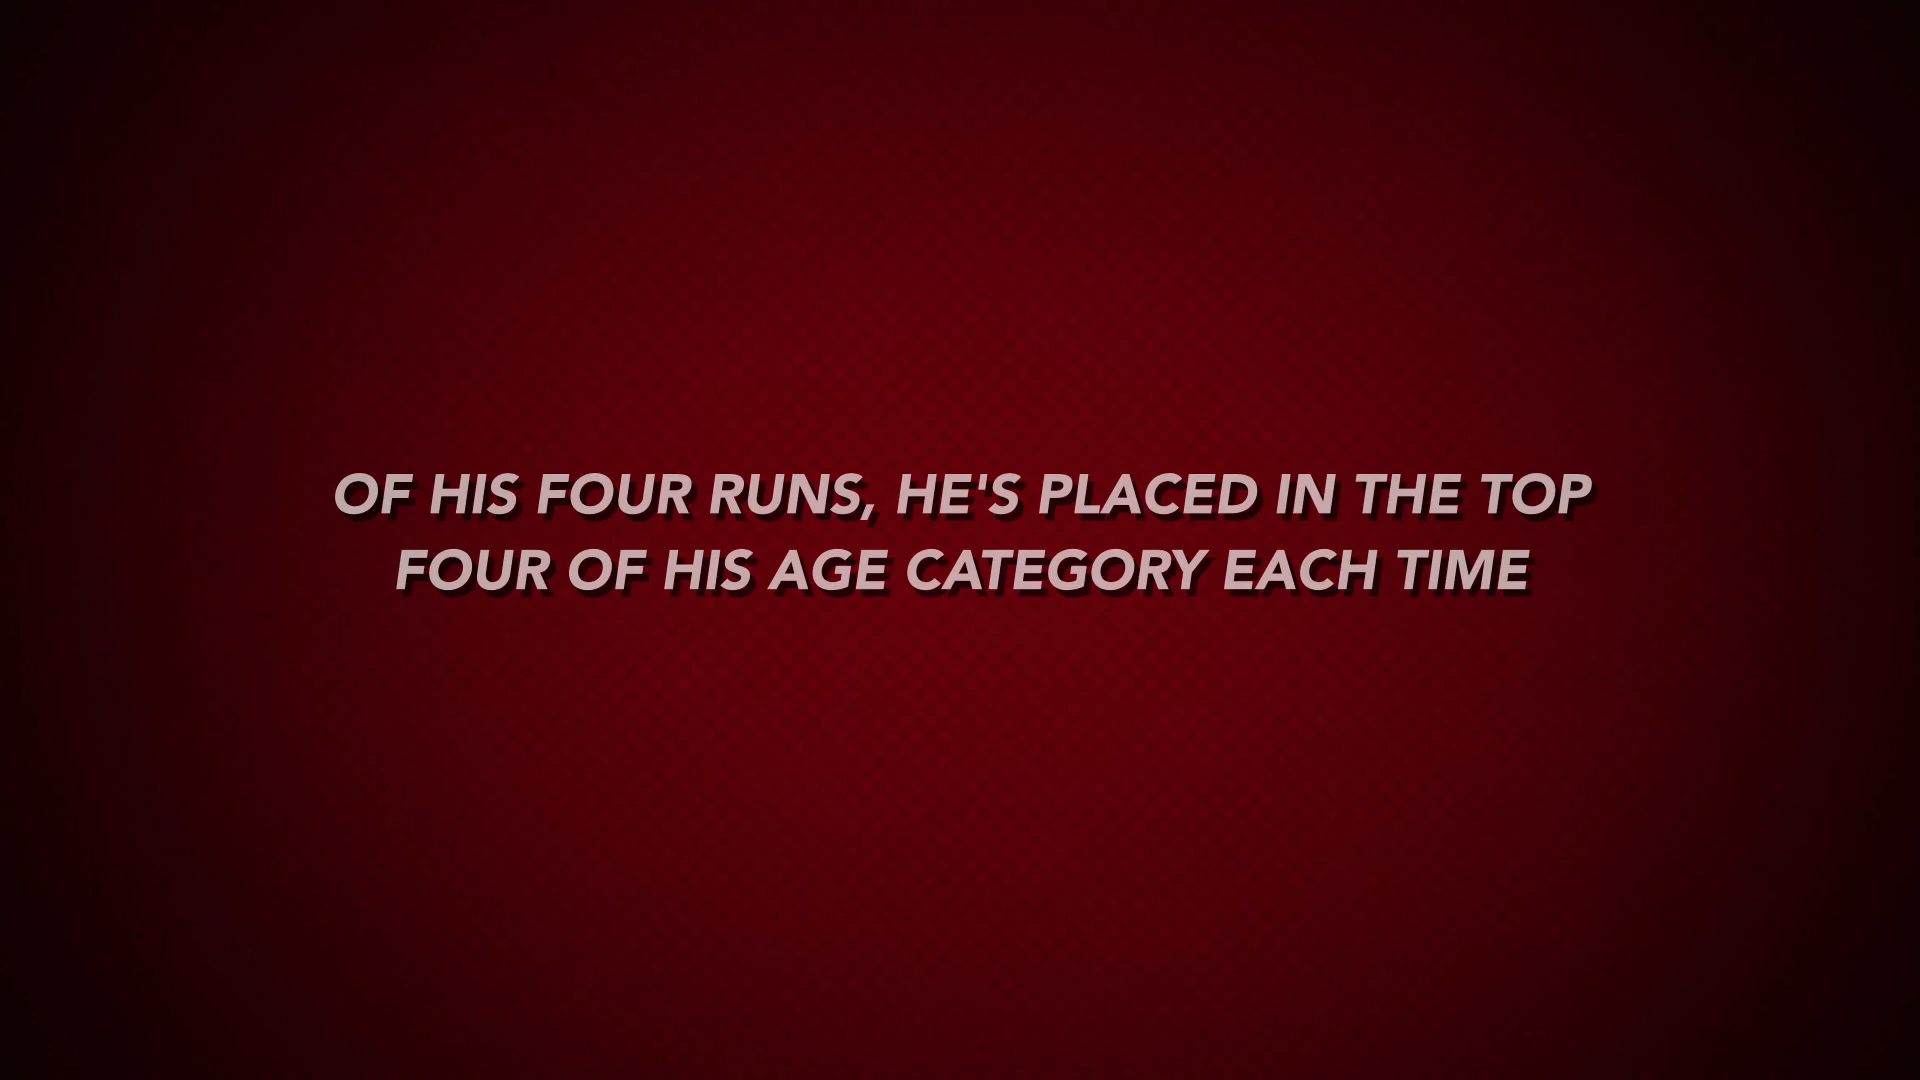 OF HIS FOUR RUNS, HE'S PLACED IN THE TOP
FOUR OF HIS AGE CATEGORY EACH TIME